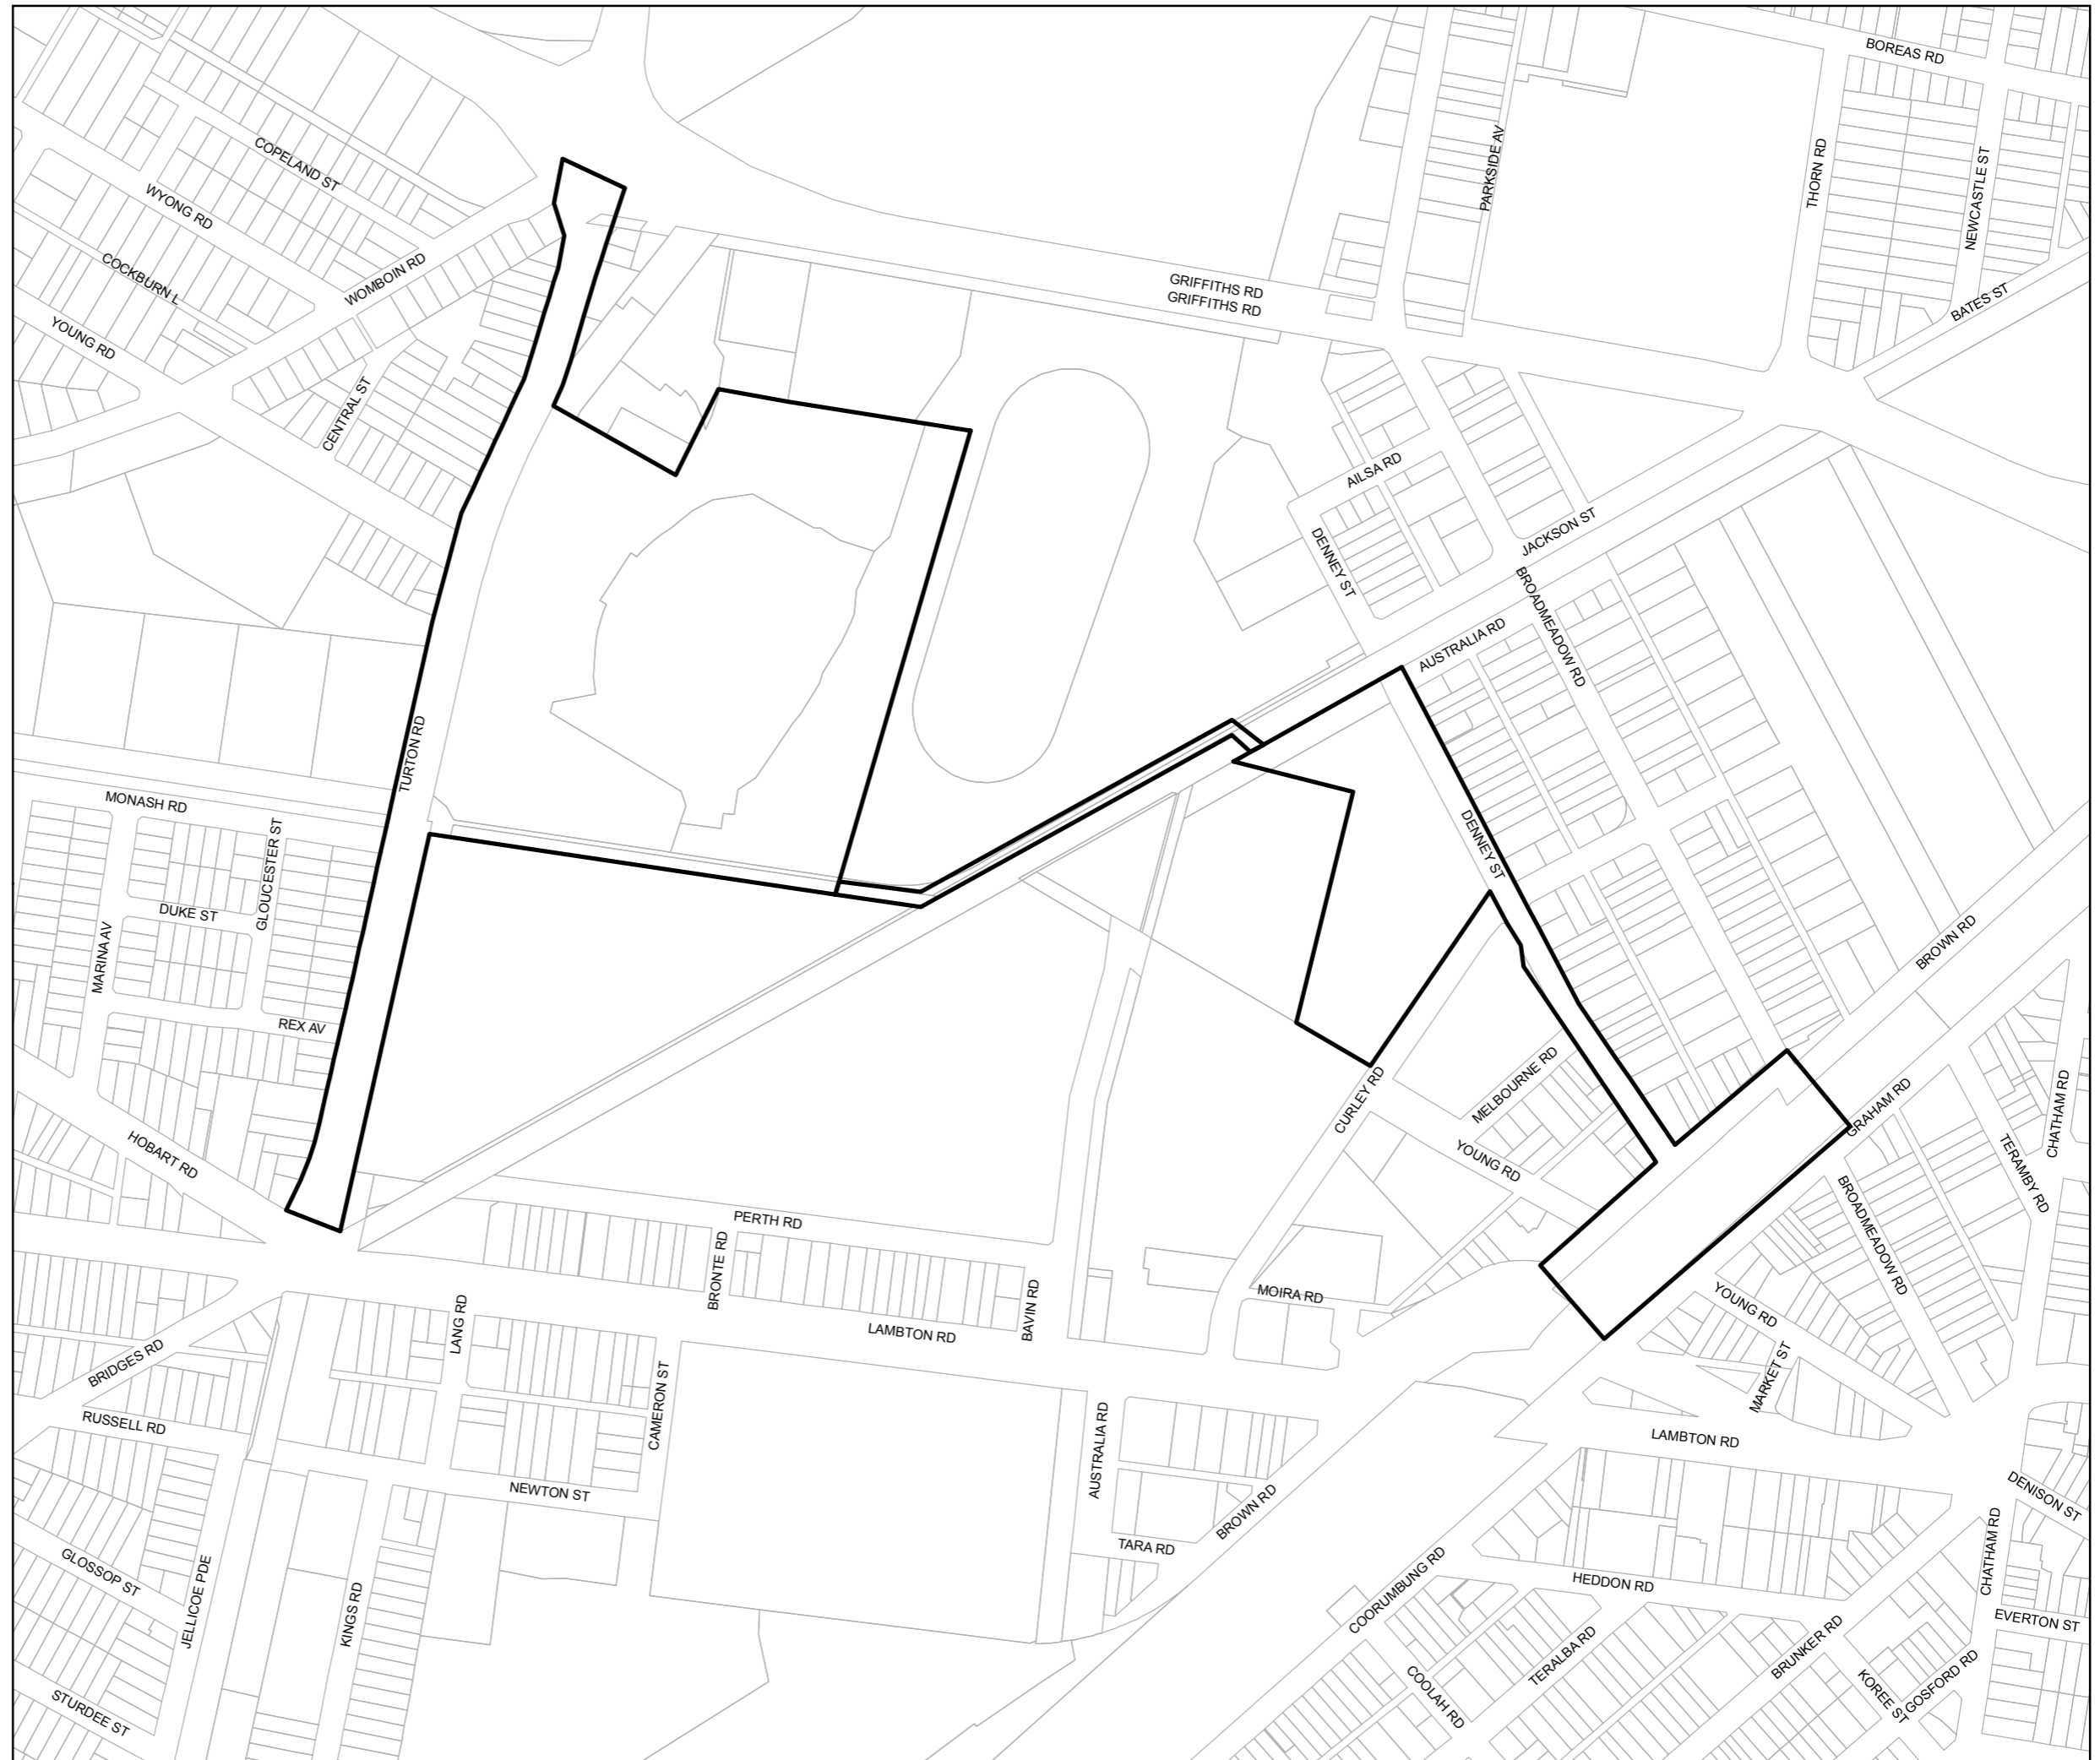 BOREAS RD
COPELAND ST
PARKSIDE AV
THORN RD
NEWCASTLE ST
WYONG RD
COCKBURN L
WOMBOIN RD
GRIFFITHS RD
GRIFFITHS RD
BATES ST
YOUNG RD
CENTRAL ST
AILSA RD
JACKSON ST
DENNEY ST
BROADMEADOW RD
AUSTRALIA RD
TURTON RD
MONASH RD
GLOUCESTER ST
DENNEY ST
DUKE ST
MARINA AV
BROWN RD
REX AV
MELBOURNE RD
CURLEY RD
GRAHAM RD
CHATHAM RD
HOBART RD
YOUNG RD
TERAMBY RD
PERTH RD
BROADMEADOW RD
BRONTE RD
MOIRA RD
BAVIN RD
YOUNG RD
LANG RD
LAMBTON RD
BRIDGES RD
MARKET ST
CAMERON ST
RUSSELL RD
AUSTRALIA RD
LAMBTON RD
NEWTON ST
DENISON ST
BROWN RD
TARA RD
CHATHAM RD
GLOSSOP ST
HEDDON RD
COORUMBUNG RD
JELLICOE PDE
KINGS RD
EVERTON ST
TERALBA RD
BRUNKER RD
COOLAH RD
KOREE ST
GOSFORD RD
STURDEE ST